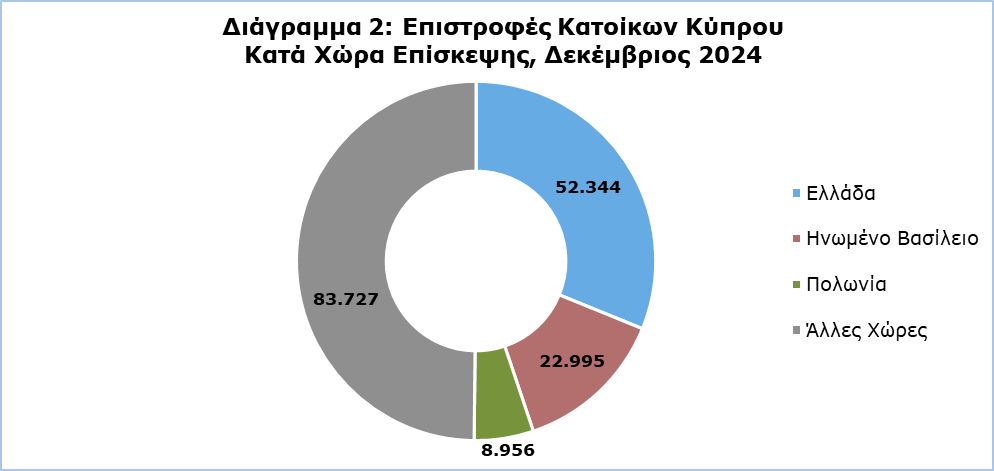 Διάγραμμα 2: Επιστροφές Κατοίκων Κύπρου
Κατά Χώρα Επίσκεψης, Δεκέμβριος 2024
52.344
22.995
8.956
83.727
Ελλάδα
Ηνωμένο Βασίλειο
Πολωνία
Άλλες Χώρες